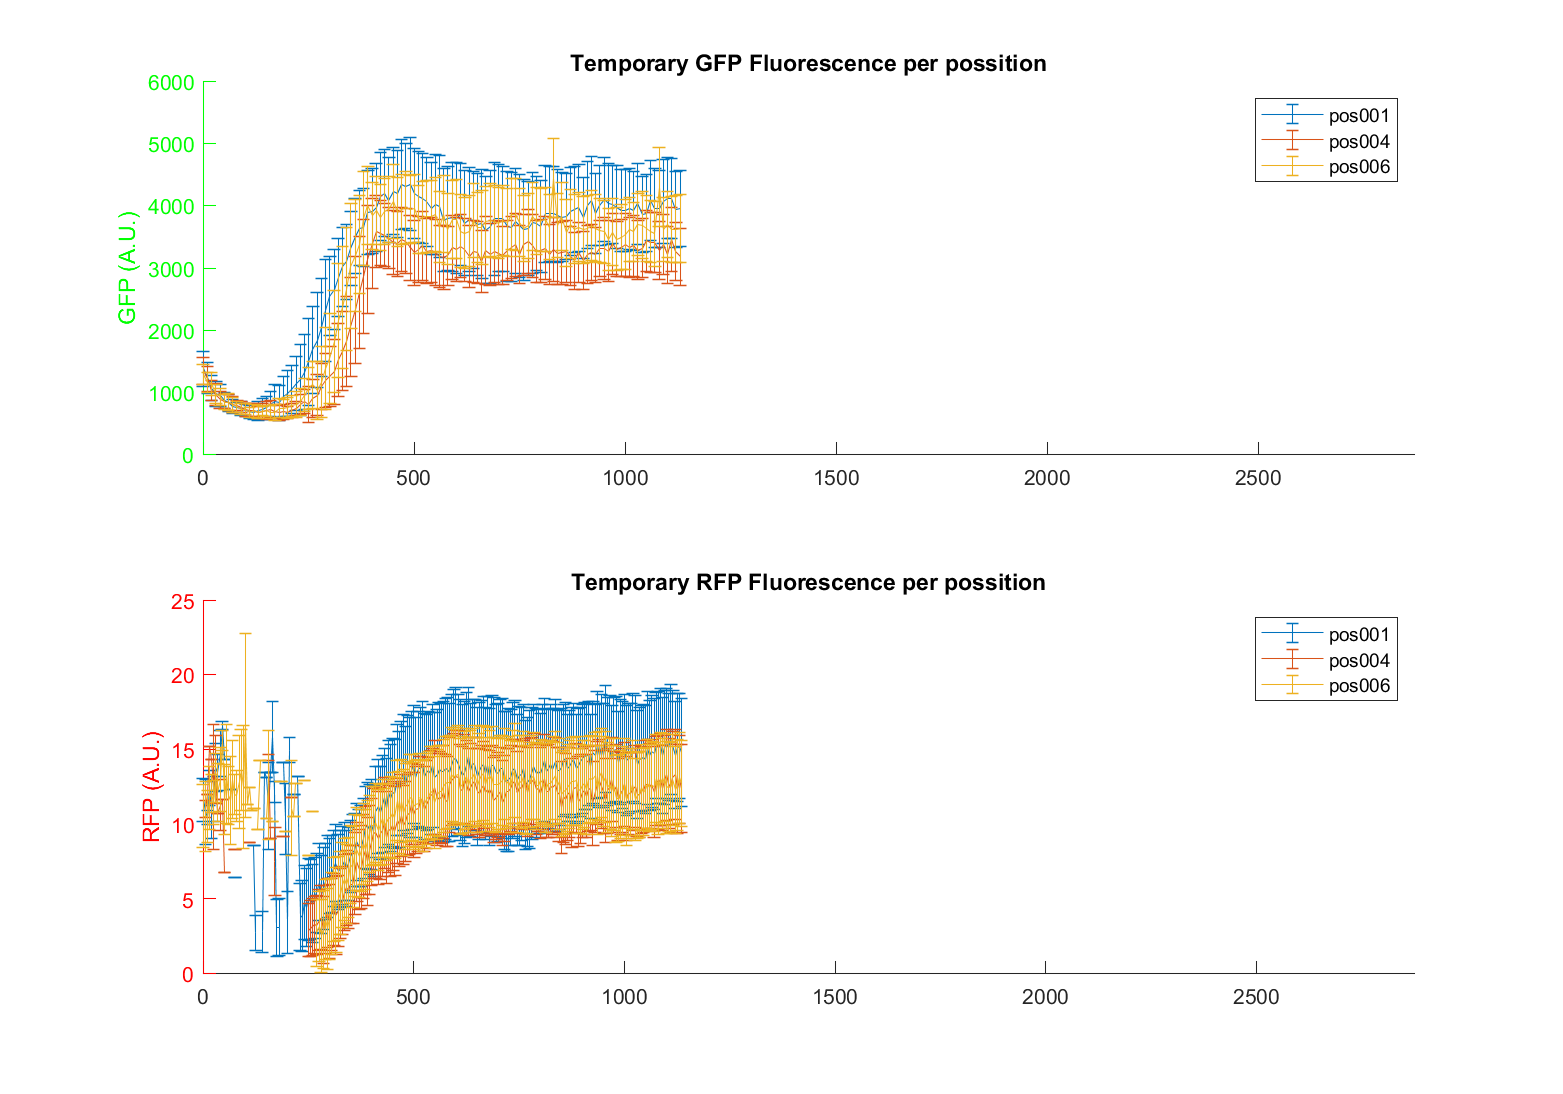 Temporary GFP Fluorescence per possition
6000
5000
4000
3000
2000
1000
0
GFP (A.U.)
0 500 1000 1500 2000 2500
pos001
pos004
pos006
Temporary RFP Fluorescence per possition
25
20
15
10
5
0
RFP (A.U.)
0 500 1000 1500 2000 2500
pos001
pos004
pos006